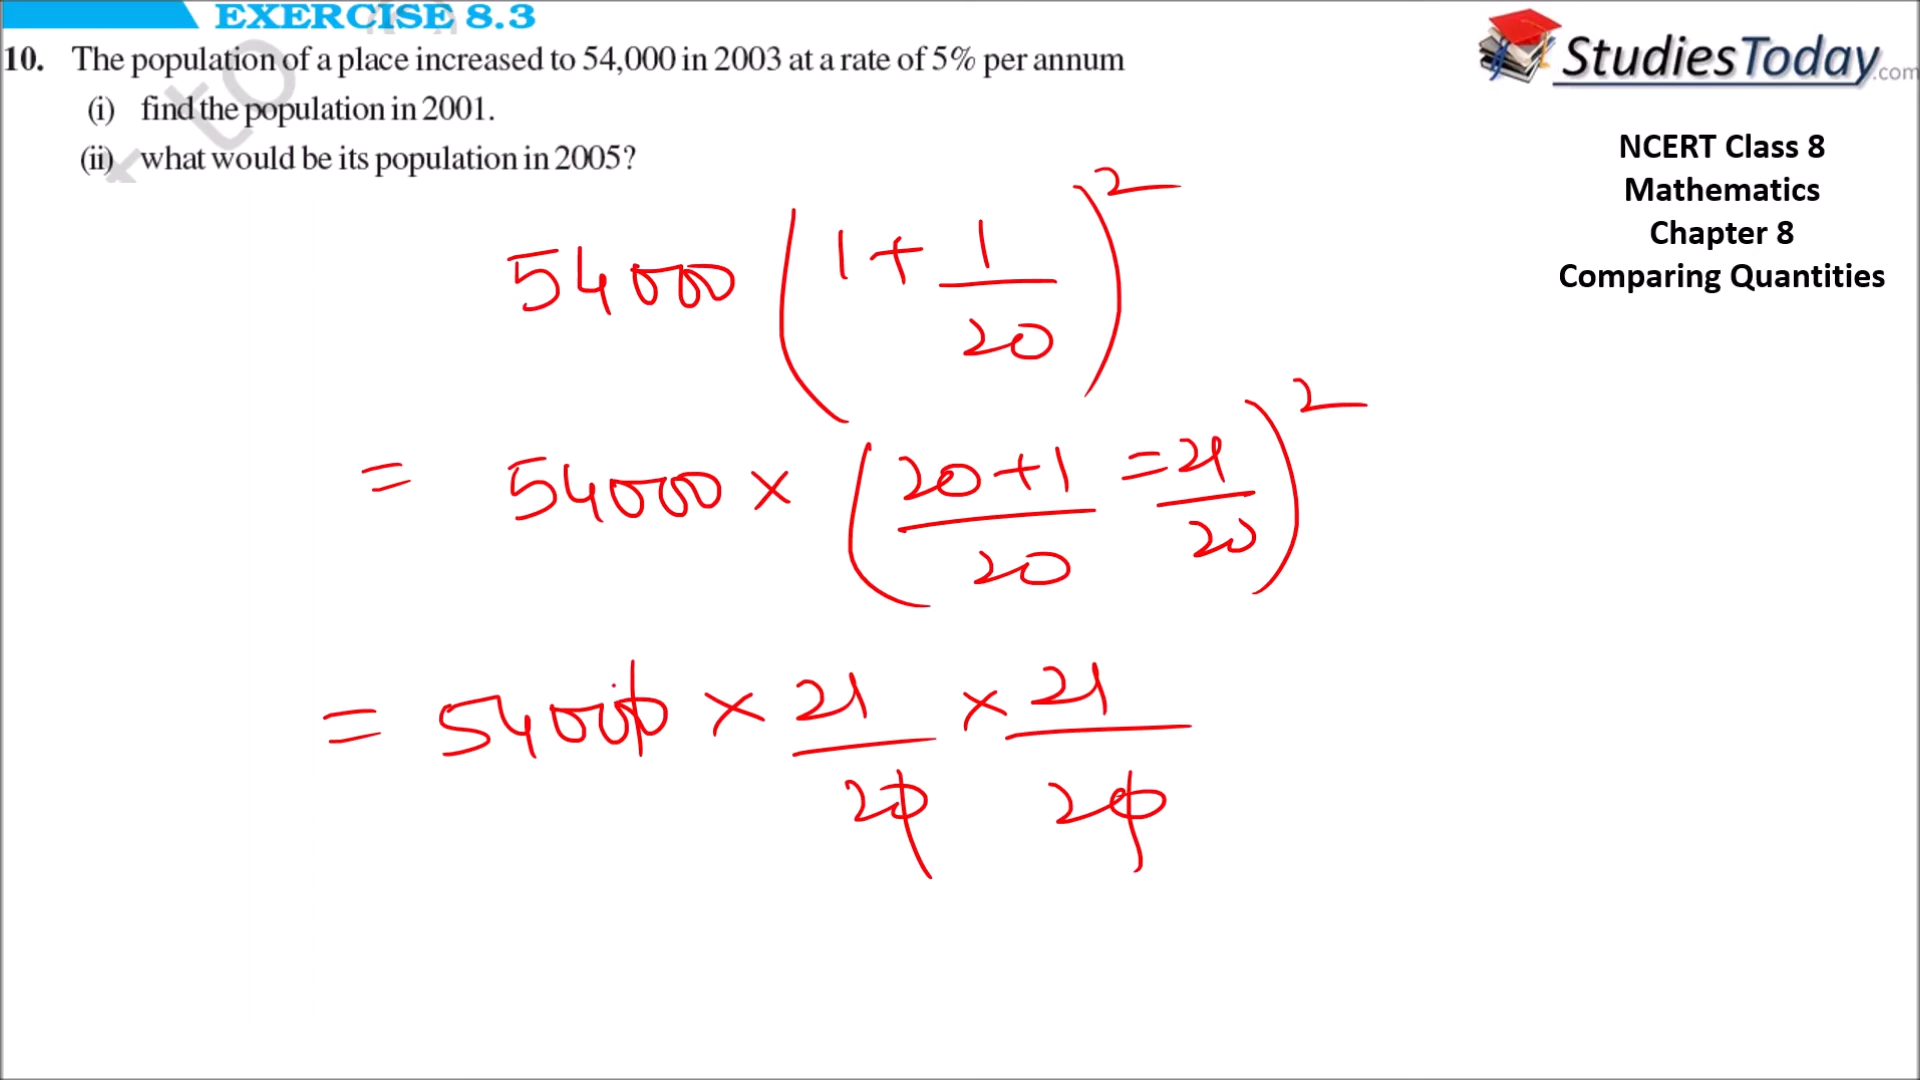 EXERCISE 8.3
10. The population of a place increased to 54,000 in 2003 at a rate of 5% per annum
(i) find the population in 2001.
(ii) what would be its population in 2005?
StudiesToday.com
NCERT Class 8
Mathematics
Chapter 8
Comparing Quantities
54000 (1 + 1/20)^2
= 54000 × (20+1/20 = 21/20)^2
= 54000 × 21/20 × 21/20